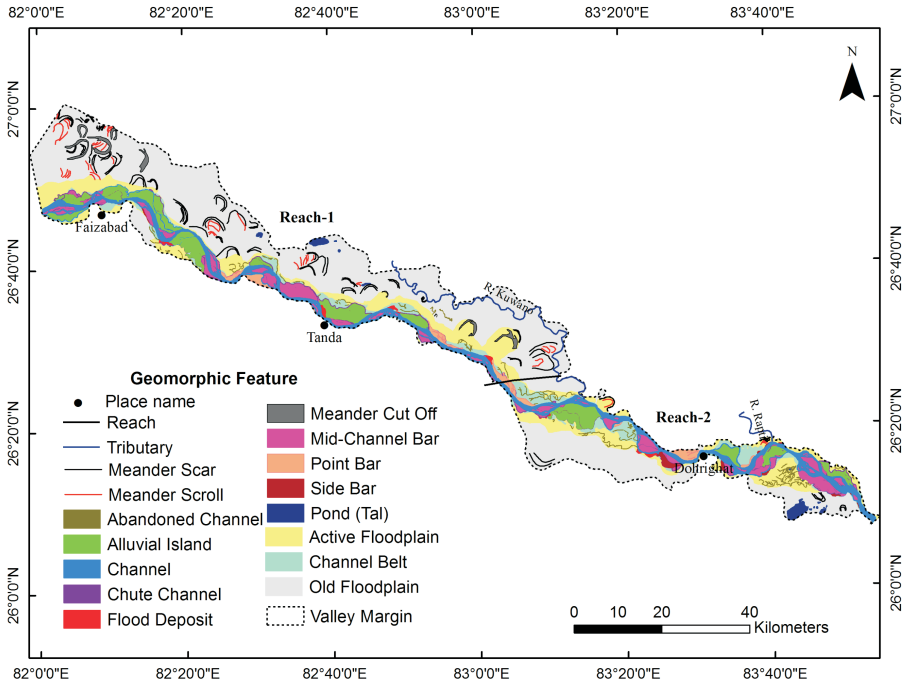 82°0'0"E 82°20'0"E 82°40'0"E 83°0'0"E 83°20'0"E 83°40'0"E
N
27°0'0"N
27°0'0"N
Faizabad
Reach-1
26°40'0"N
26°40'0"N
R. Kuwano
Tanda
Geomorphic Feature
Place name
Reach
Tributary
Meander Scar
Meander Scroll
Abandoned Channel
Alluvial Island
Channel
Chute Channel
Flood Deposit
Meander Cut Off
Mid-Channel Bar
Point Bar
Side Bar
Pond (Tal)
Active Floodplain
Channel Belt
Old Floodplain
Valley Margin
Reach-2
26°20'0"N
26°20'0"N
R.
Dohrighat
26°0'0"N
26°0'0"N
0 10 20 40
Kilometers
82°0'0"E 82°20'0"E 82°40'0"E 83°0'0"E 83°20'0"E 83°40'0"E